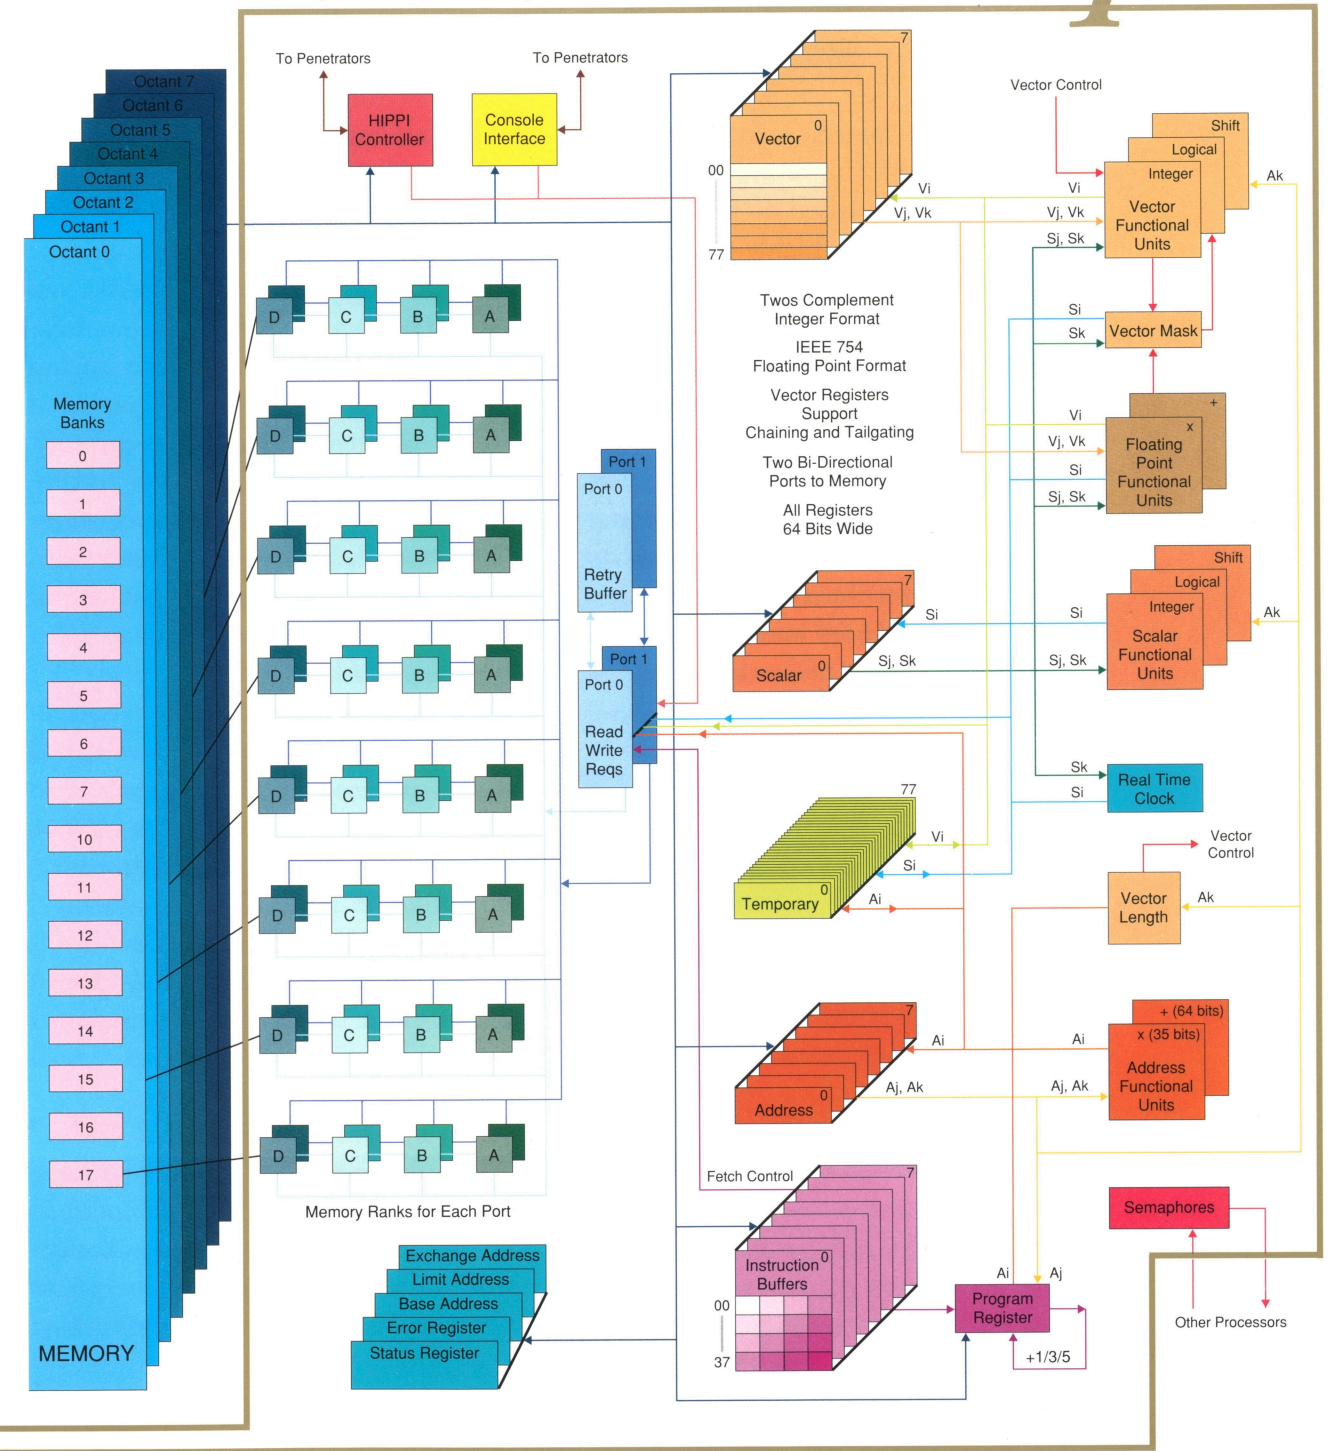 Octant 7
Octant 6
Octant 5
Octant 4
Octant 3
Octant 2
Octant 1
Octant 0
Memory
Banks
0
1
2
3
4
5
6
7
10
11
12
13
14
15
16
17
MEMORY
To Penetrators
To Penetrators
HIPPI
Controller
Console
Interface
D C B A
D C B A
D C B A
D C B A
D C B A
D C B A
D C B A
D C B A
Memory Ranks for Each Port
Port 1
Port 0
Retry
Buffer
Port 1
Port 0
Read
Write
Reqs
Exchange Address
Limit Address
Base Address
Error Register
Status Register
7
0
Vector
00
77
Vi
Vj, Vk
Twos Complement
Integer Format
IEEE 754
Floating Point Format
Vector Registers
Support
Chaining and Tailgating
Two Bi-Directional
Ports to Memory
All Registers
64 Bits Wide
7
0
Scalar
Si
Sj, Sk
77
0
Temporary
Vi
Si
Ai
7
0
Address
Ai
Aj, Ak
Fetch Control
7
0
Instruction
Buffers
00
37
Vector Control
Shift
Logical
Integer
Vector
Functional
Units
Vi
Vj, Vk
Sj, Sk
Ak
Si
Sk
Vector Mask
+
x
Floating
Point
Functional
Units
Vi
Vj, Vk
Si
Sj, Sk
Shift
Logical
Integer
Scalar
Functional
Units
Si
Sj, Sk
Ak
Sk
Si
Real Time
Clock
Vector
Control
Vector
Length
Ak
+ (64 bits)
x (35 bits)
Address
Functional
Units
Ai
Aj, Ak
Semaphores
Other Processors
Ai
Aj
Program
Register
+1/3/5